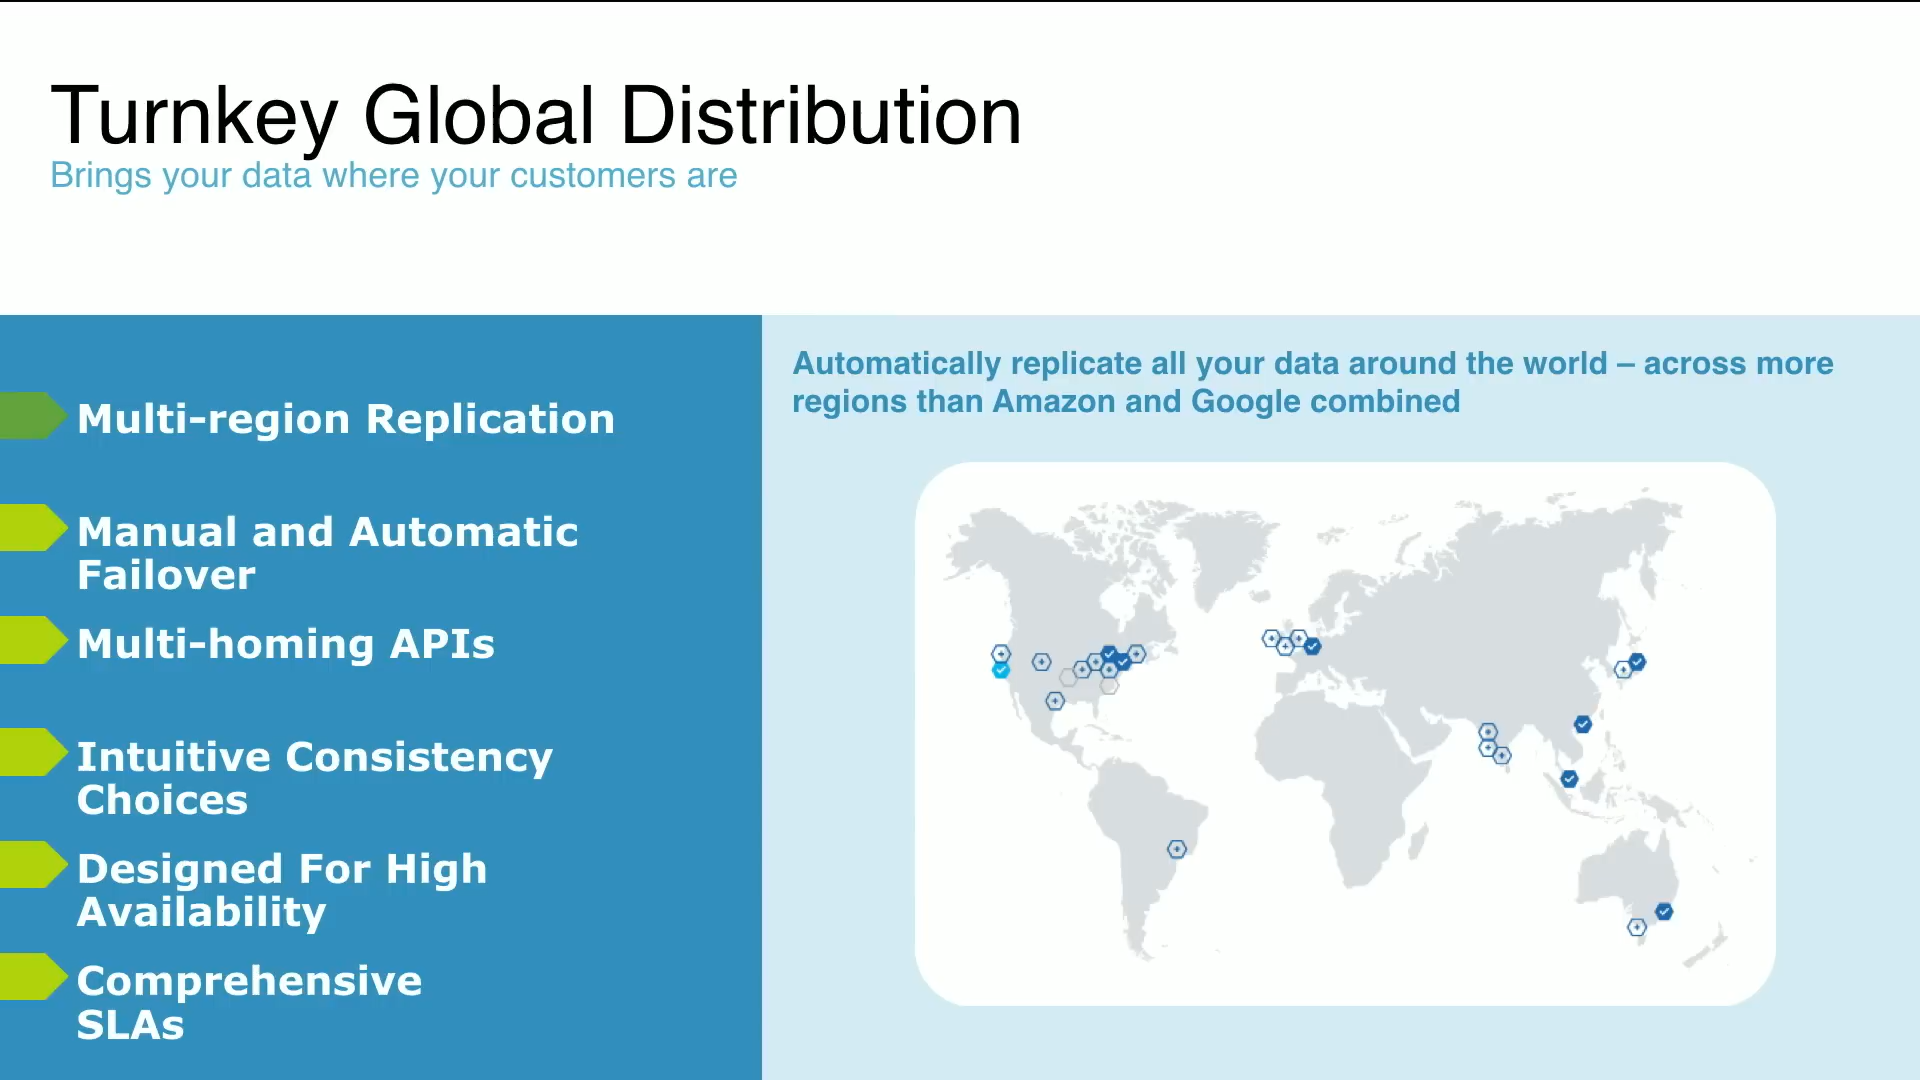 Turnkey Global Distribution
Brings your data where your customers are
Multi-region Replication
Manual and Automatic
Failover
Multi-homing APIs
Intuitive Consistency
Choices
Designed For High
Availability
Comprehensive
SLAs
Automatically replicate all your data around the world – across more
regions than Amazon and Google combined